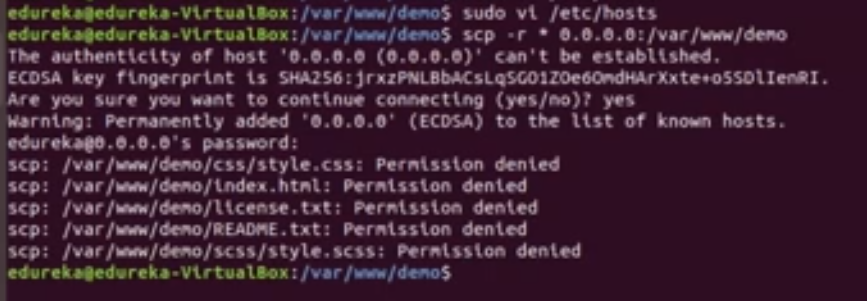 edureka@edureka-VirtualBox:/var/www/demo$ sudo vi /etc/hosts
edureka@edureka-VirtualBox:/var/www/demo$ scp -r * 0.0.0.0:/var/www/demo
The authenticity of host '0.0.0.0 (0.0.0.0)' can't be established.
ECDSA key fingerprint is SHA256:jrxzPNLBbACsLqSGO1ZOe6OmdHArXxte+oSSDlIenRI.
Are you sure you want to continue connecting (yes/no)? yes
Warning: Permanently added '0.0.0.0' (ECDSA) to the list of known hosts.
edureka@0.0.0.0's password:
scp: /var/www/demo/css/style.css: Permission denied
scp: /var/www/demo/index.html: Permission denied
scp: /var/www/demo/license.txt: Permission denied
scp: /var/www/demo/README.txt: Permission denied
scp: /var/www/demo/scss/style.scss: Permission denied
edureka@edureka-VirtualBox:/var/www/demo$